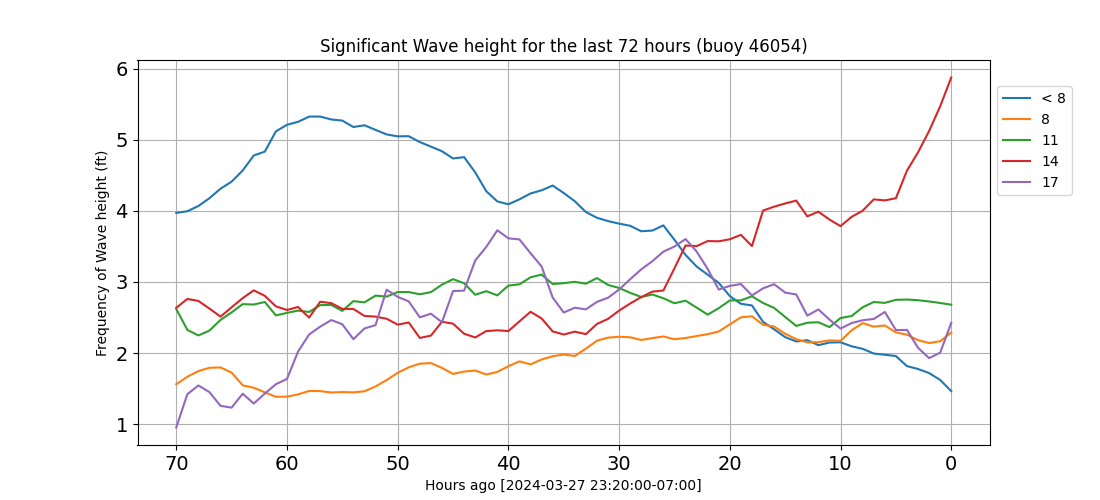 Significant Wave height for the last 72 hours (buoy 46054)
Frequency of Wave height (ft)
6
5
4
3
2
1
70 60 50 40 30 20 10 0
Hours ago [2024-03-27 23:20:00-07:00]
< 8
8
11
14
17